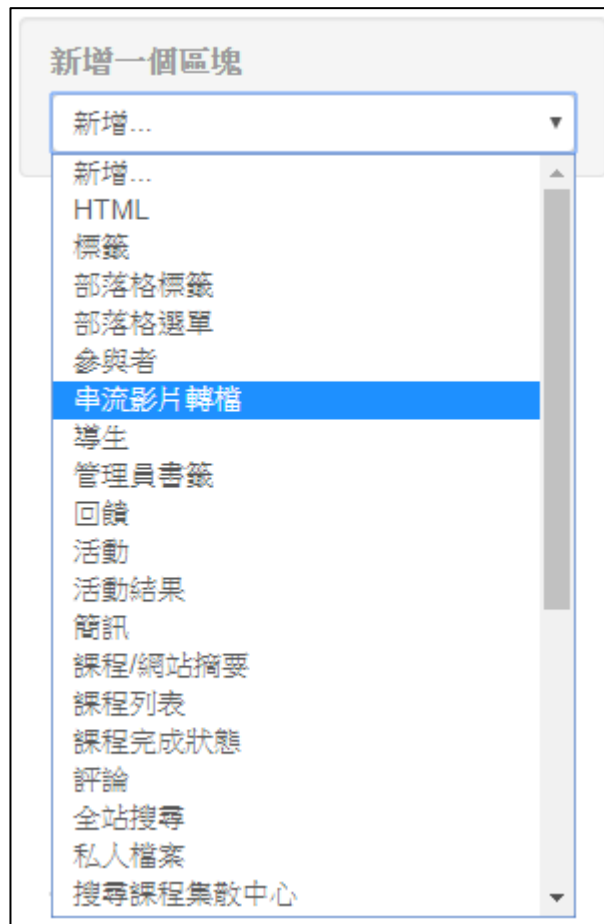 新增一個區塊
新增...
新增...
HTML
標籤
部落格標籤
部落格選單
參與者
串流影片轉檔
導生
管理員書籤
回饋
活動
活動結果
簡訊
課程/網站摘要
課程列表
課程完成狀態
評論
全站搜尋
私人檔案
搜尋課程集散中心